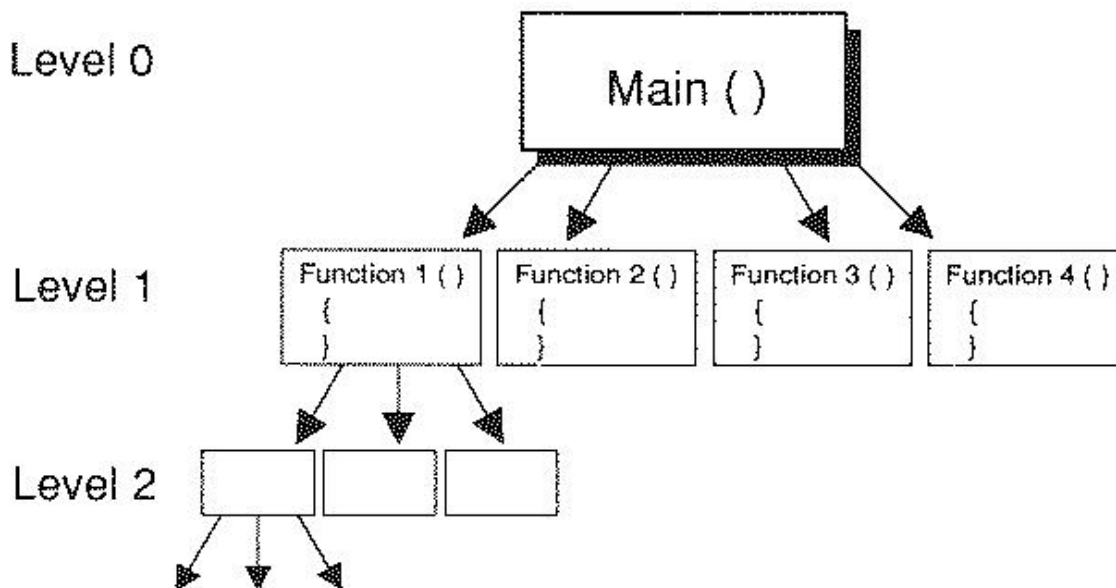 Level 0
Main ( )
Level 1
Function 1 ( )
{
}
Function 2 ( )
{
}
Function 3 ( )
{
}
Function 4 ( )
{
}
Level 2